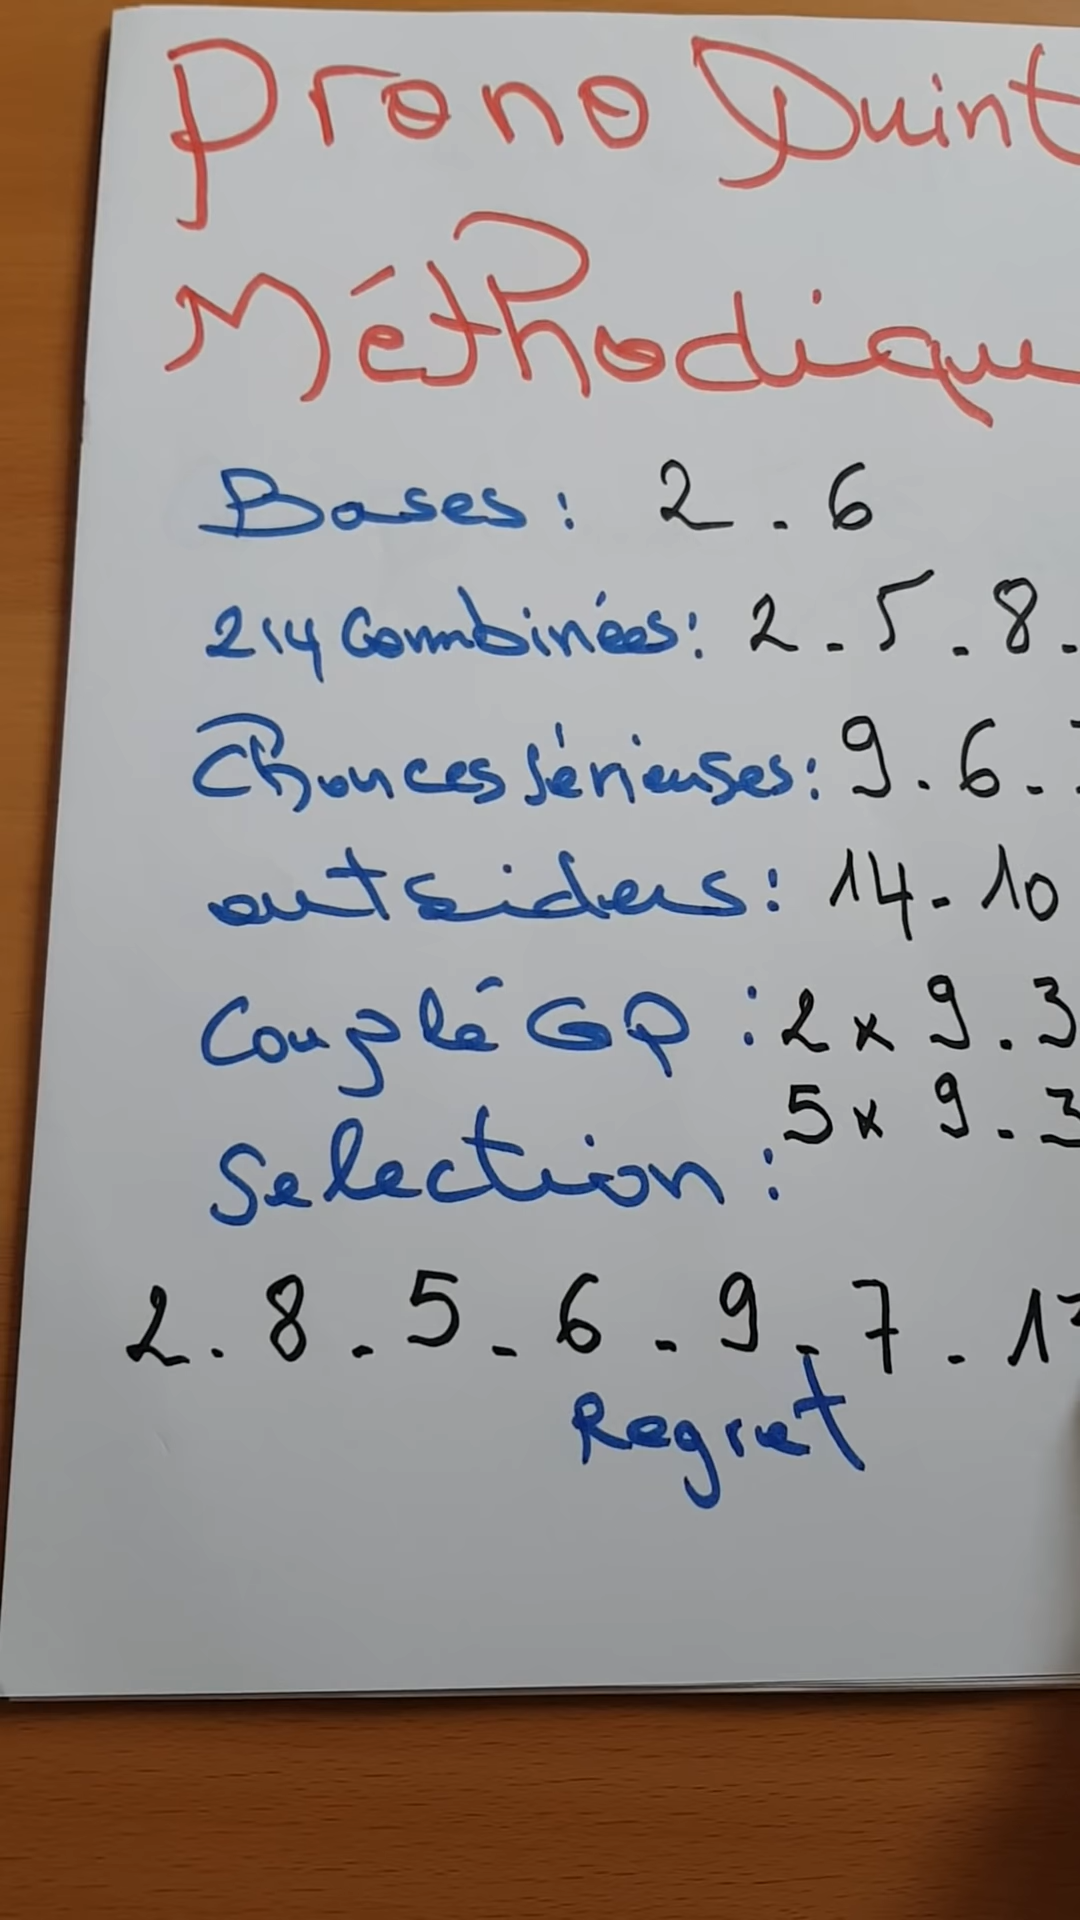 Prono Quint
Méthodique
Bases: 2 . 6
2/4 Combinées: 2 . 5 . 8 .
Chances Sérieuses: 9 . 6 .
outsiders: 14 - 10
Couplé GP : 2 x 9 . 3
5 x 9 . 3
Selection :
2 . 8 . 5 - 6 . 9 . 7 . 1
Regret